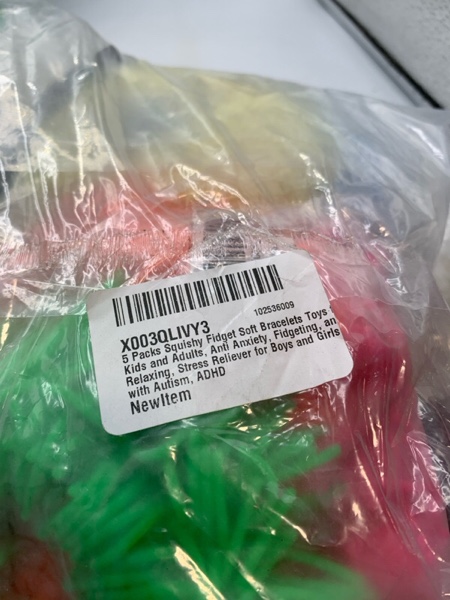 102536009
X003QLIVY3
5 Packs Squishy Fidget Soft Bracelets Toys
Kids and Adults, Anti Anxiety, Fidgeting, an
Relaxing, Stress Reliever for Boys and Girls
with Autism, ADHD
NewItem